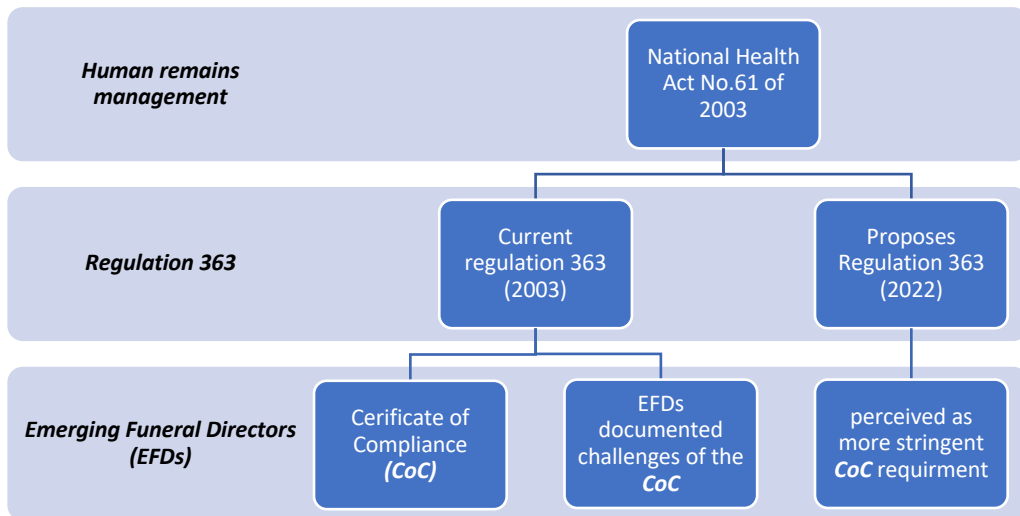 Human remains
management
National Health
Act No.61 of
2003
Regulation 363
Current
regulation 363
(2003)
Proposes
Regulation 363
(2022)
Emerging Funeral Directors
(EFDs)
Cerificate of
Compliance
(CoC)
EFDs
documented
challenges of the
CoC
perceived as
more stringent
CoC requirment